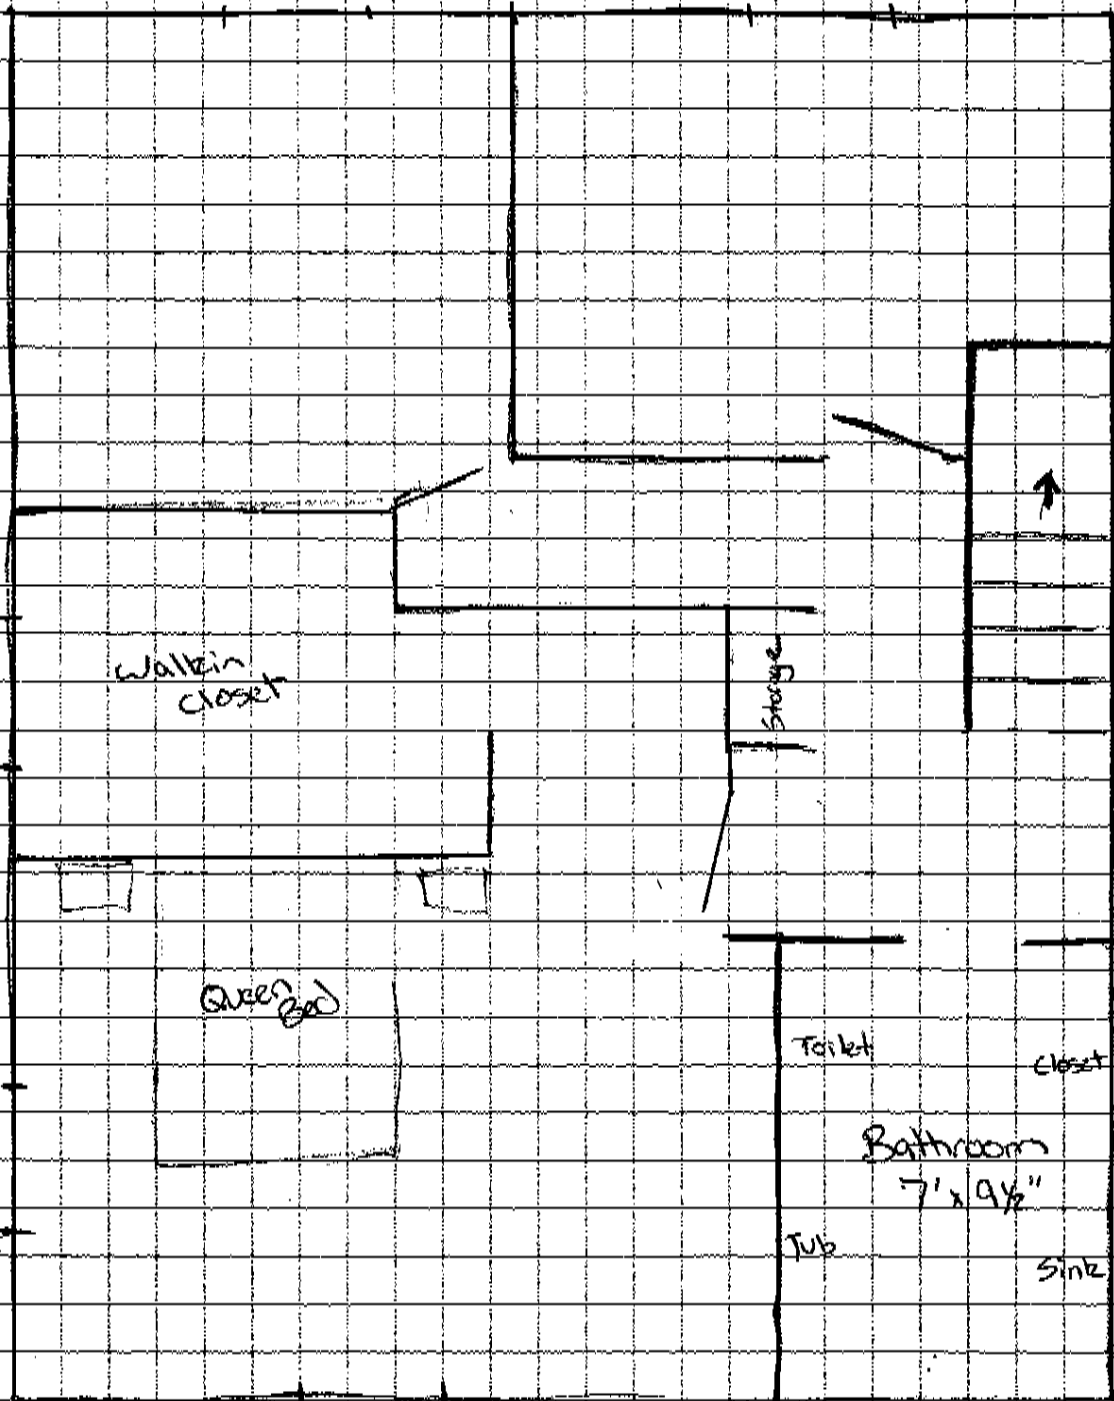 Walkin
Closet
Storage
Queen
Bed
Toilet
Closet
Bathroom
7' x 9½"
Tub
Sink